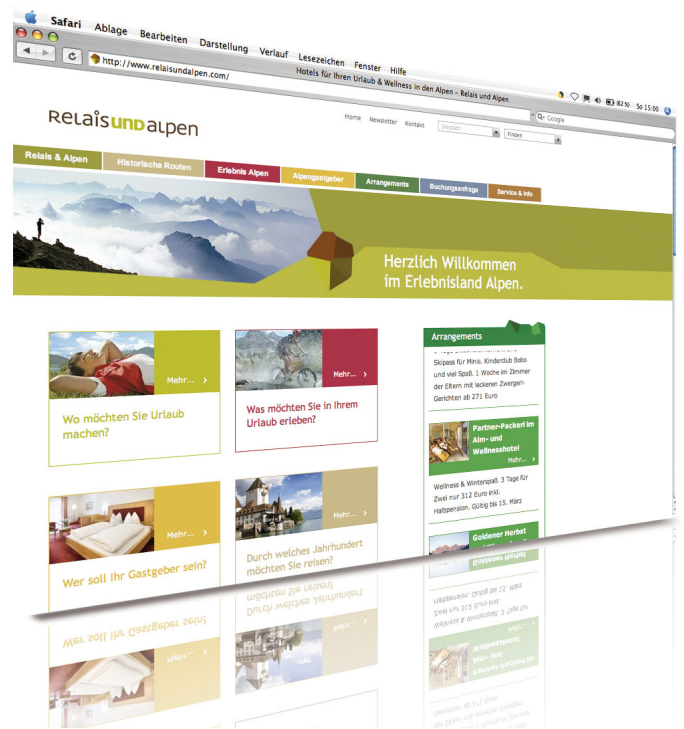 Safari Ablage Bearbeiten Darstellung Verlauf Lesezeichen Fenster Hilfe
(62%) So 15:00
Hotels für Ihren Urlaub & Wellness in den Alpen – Relais und Alpen
http://www.relaisundalpen.com/
Google
Home Newsletter Kontakt Deutsch Finden
Relais und alpen
Relais & Alpen Historische Routen Erlebnis Alpen Alpengastgeber Arrangements Buchungsanfrage Service & Info
Herzlich Willkommen
im Erlebnisland Alpen.
Mehr... >
Wo möchten Sie Urlaub
machen?
Mehr... >
Was möchten Sie in Ihrem
Urlaub erleben?
Mehr... >
Wer soll Ihr Gastgeber sein?
Mehr... >
Durch welches Jahrhundert
möchten Sie reisen?
Arrangements
Skipass für Minis. Kinderclub Bobo
und viel Spaß. 1 Woche im Zimmer
der Eltern mit leckeren Zwergerl-
Gerichten ab 271 Euro
Partner-Packerl im
Alm- und
Wellnesshotel
Mehr... >
Wellness & Winterspaß. 3 Tage für
Zwei nur 312 Euro inkl.
Halbpension. Gültig bis 15. März
Goldener Herbst